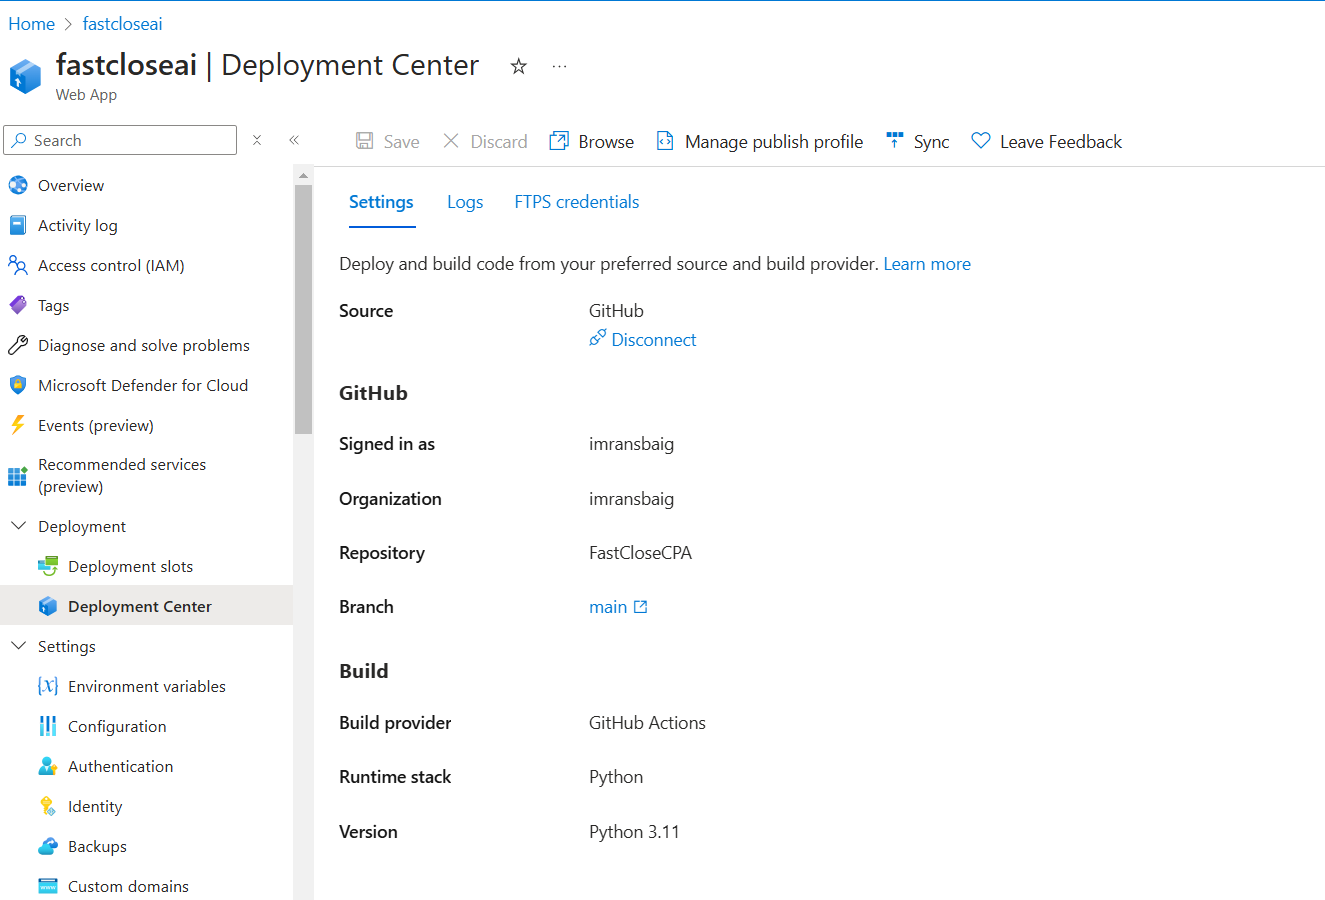 Home > fastcloseai
fastcloseai | Deployment Center
Web App
Search
Save Discard Browse Manage publish profile Sync Leave Feedback
Overview
Activity log
Access control (IAM)
Tags
Diagnose and solve problems
Microsoft Defender for Cloud
Events (preview)
Recommended services
(preview)
Deployment
Deployment slots
Deployment Center
Settings
Environment variables
Configuration
Authentication
Identity
Backups
Custom domains
Settings Logs FTPS credentials
Deploy and build code from your preferred source and build provider. Learn more
Source GitHub
Disconnect
GitHub
Signed in as imransbaig
Organization imransbaig
Repository FastCloseCPA
Branch main
Build
Build provider GitHub Actions
Runtime stack Python
Version Python 3.11